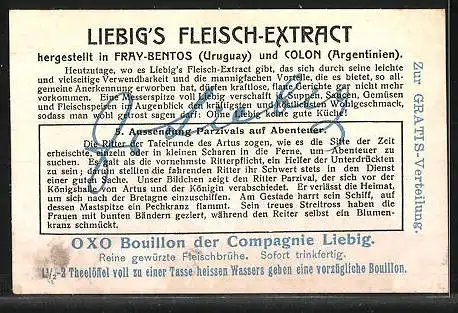 LIEBIG'S FLEISCH-EXTRACT
hergestellt in FRAY-BENTOS (Uruguay) und COLON (Argentinien).
Heutzutage, wo es Liebig's Fleisch-Extract gibt, das sich durch seine leichte
und vielseitige Verwendbarkeit und die mannigfachen Vorteile, die es bietet, so all-
gemeine Anerkennung erworben hat, dürfen kraftlose, flate Gerichte gar nicht mehr
vorkommen. Eine Messerspitze voll Liebig verschafft Suppen, Saucen, Gemüsen
und Fleischspeisen im Augenblick den kräftigsten und pikantesten Wohlgeschmack,
sodass man wohl getrost sagen darf: Ohne Liebig keine gute Küche!
5. Aussendung Parzivals auf Abenteuer.
Die Ritter der Tafelrunde des Artus zogen, wie es die Sitte der Zeit
erheischte, einzeln oder in kleinen Scharen in die Ferne, um Abenteuer zu
suchen. Es galt als die vornehmste Ritterpflicht, ein Helfer der Unterdrückten
zu sein; darum stellten die fahrenden Ritter ihr Schwert stets in den Dienst
einer guten Sache. Unser Bildchen zeigt den Ritter Parzival, der sich vor der
Königshalle von Artus und der Königin verabschiedet. Er verlässt die Heimat,
um sich nach der Bretagne einzuschiffen. Am Gestade harrt sein Schiff, auf
dessen Mastspitze ein Pechkranz flammt. Sein treues Streitross haben die
Frauen mit bunten Bändern geziert, während den Reiter selbst ein Blumen-
kranz schmückt.
OXO Bouillon der Compagnie Liebig.
Reine gewürzte Fleischbrühe. Sofort trinkfertig.
1½-2 Theelöffel voll zu einer Tasse heissen Wassers geben eine vorzügliche Bouillon.
Zur GRATIS-Verteilung.
J. v. Liebig